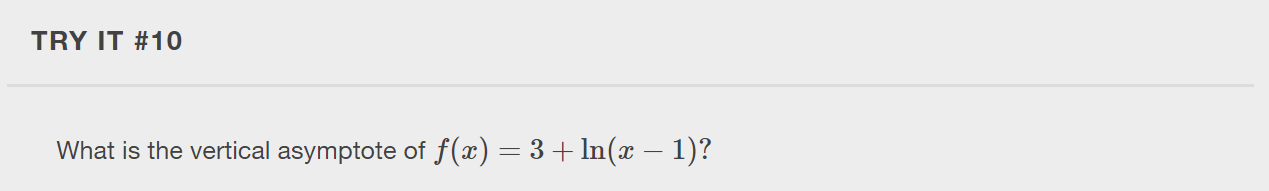 TRY IT #10
What is the vertical asymptote of f(x) = 3 + ln(x − 1)?